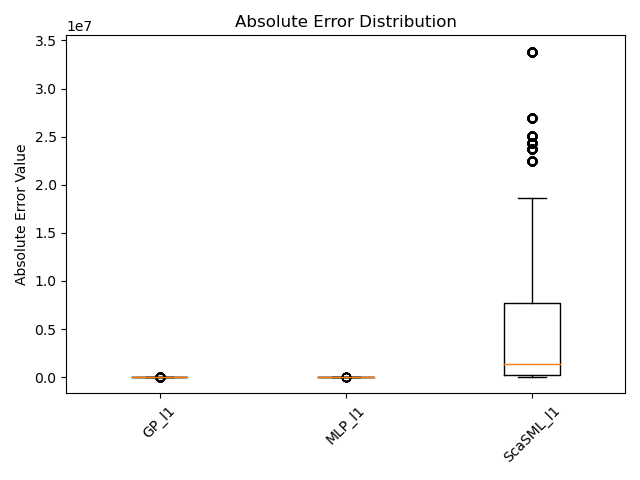 Absolute Error Distribution
1e7
3.5
3.0
2.5
2.0
1.5
1.0
0.5
0.0
Absolute Error Value
GP_l1
MLP_l1
ScaSML_l1